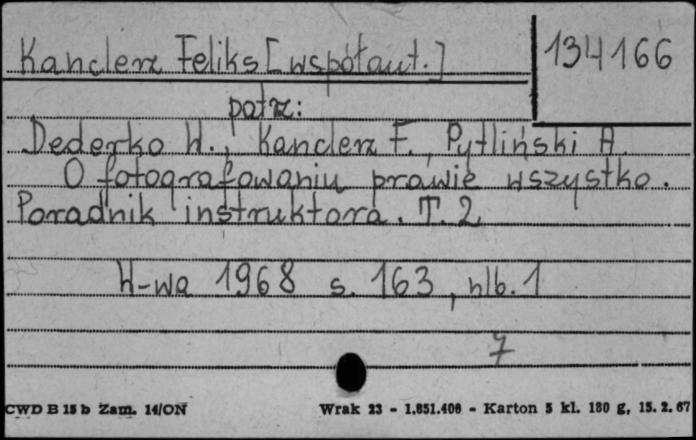 Kanclerz Feliks [współaut.]
134166
patrz:
Dederko W., Kanclerz F., Pytliński A.
O fotografowaniu prawie wszystko.
Poradnik instruktora. T. 2
W-wa 1968 s. 163, nlb. 1
7
CWD B 15 b Zam. 14/ON
Wrak 23 - 1.851.406 - Karton 5 kl. 180 g, 15. 2. 67